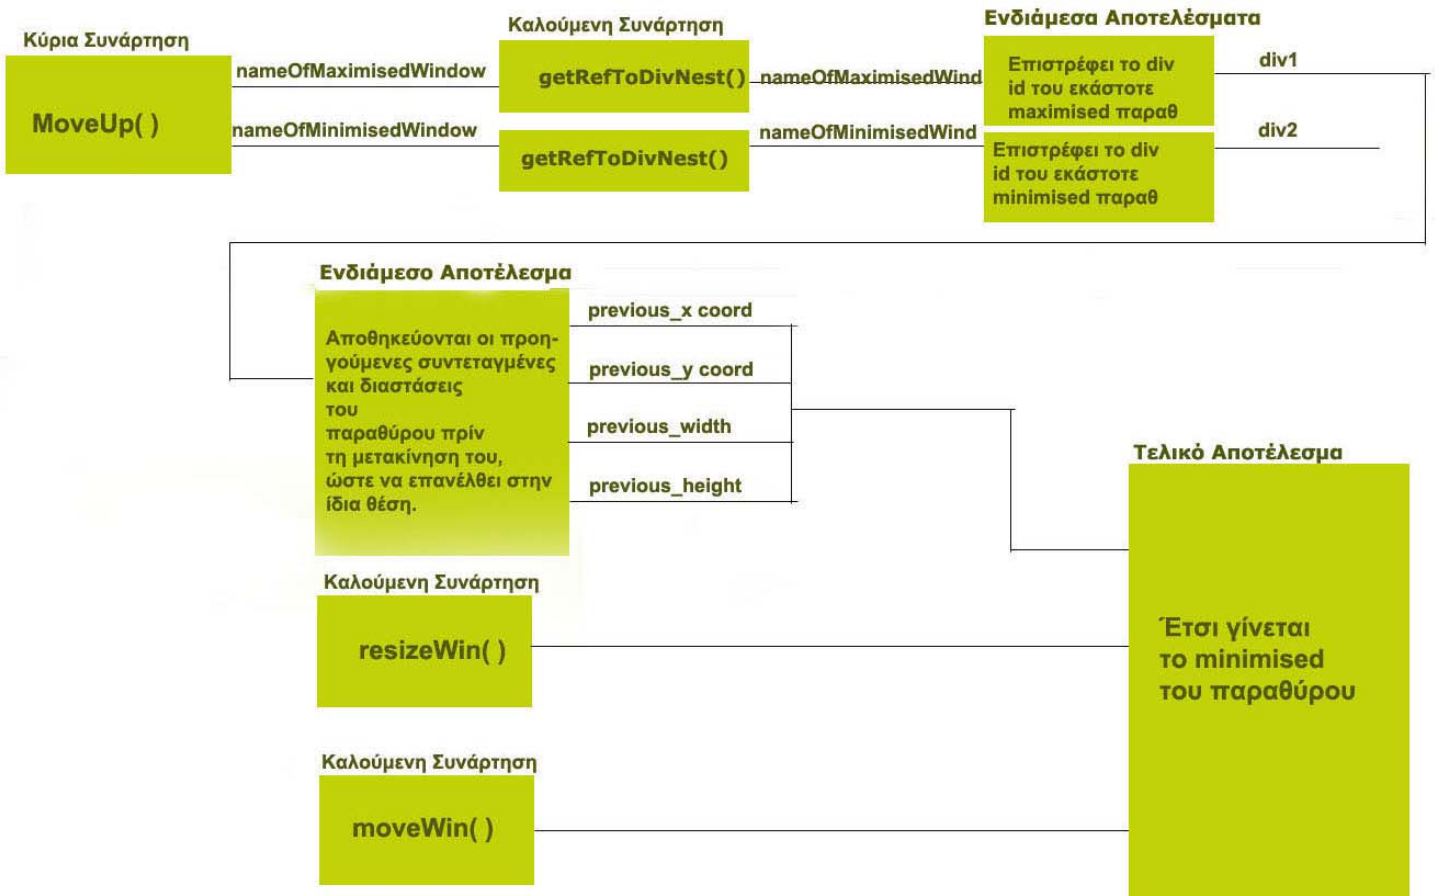 Κύρια Συνάρτηση
MoveUp( )
nameOfMaximisedWindow
nameOfMinimisedWindow
Καλούμενη Συνάρτηση
getRefToDivNest()
getRefToDivNest()
nameOfMaximisedWind
nameOfMinimisedWind
Ενδιάμεσα Αποτελέσματα
Επιστρέφει το div
id του εκάστοτε
maximised παραθ
Επιστρέφει το div
id του εκάστοτε
minimised παραθ
div1
div2
Ενδιάμεσο Αποτέλεσμα
Αποθηκεύονται οι προη-
γούμενες συντεταγμένες
και διαστάσεις
του
παραθύρου πρίν
τη μετακίνηση του,
ώστε να επανέλθει στην
ίδια θέση.
previous_x coord
previous_y coord
previous_width
previous_height
Καλούμενη Συνάρτηση
resizeWin( )
Καλούμενη Συνάρτηση
moveWin( )
Τελικό Αποτέλεσμα
Έτσι γίνεται
το minimised
του παραθύρου